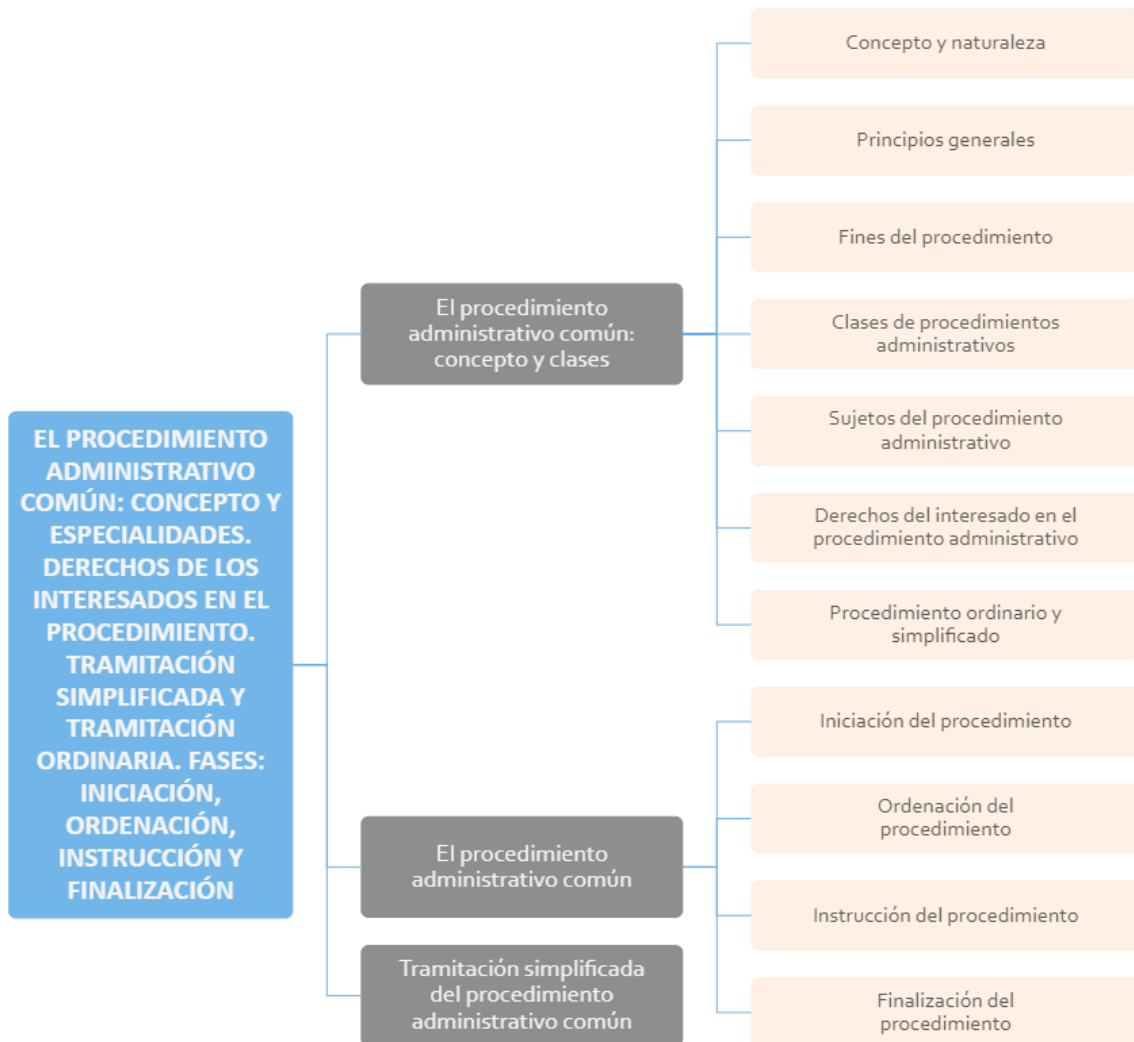 EL PROCEDIMIENTO
ADMINISTRATIVO
COMÚN: CONCEPTO Y
ESPECIALIDADES.
DERECHOS DE LOS
INTERESADOS EN EL
PROCEDIMIENTO.
TRAMITACIÓN
SIMPLIFICADA Y
TRAMITACIÓN
ORDINARIA. FASES:
INICIACIÓN,
ORDENACIÓN,
INSTRUCCIÓN Y
FINALIZACIÓN
El procedimiento
administrativo común:
concepto y clases
Concepto y naturaleza
Principios generales
Fines del procedimiento
Clases de procedimientos
administrativos
Sujetos del procedimiento
administrativo
Derechos del interesado en el
procedimiento administrativo
Procedimiento ordinario y
simplificado
El procedimiento
administrativo común
Iniciación del procedimiento
Ordenación del
procedimiento
Instrucción del procedimiento
Finalización del
procedimiento
Tramitación simplificada
del procedimiento
administrativo común